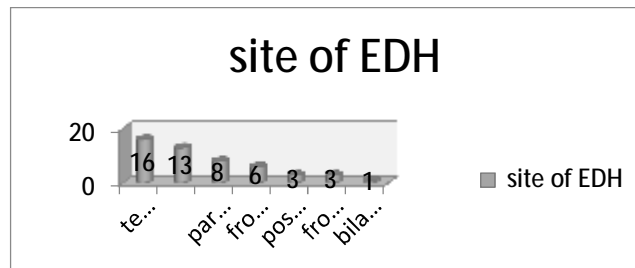 site of EDH
20
16 13 8 6 3 3 1
site of EDH
0
te... par... fro... pos... fro... bila...